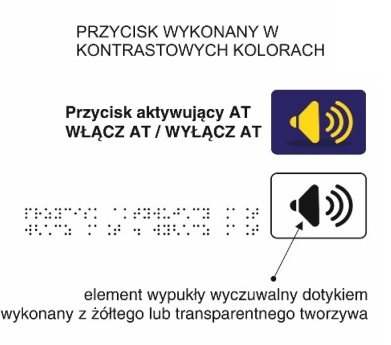 PRZYCISK WYKONANY W
KONTRASTOWYCH KOLORACH
Przycisk aktywujący AT
WŁĄCZ AT / WYŁĄCZ AT
element wypukły wyczuwalny dotykiem
wykonany z żółtego lub transparentnego tworzywa